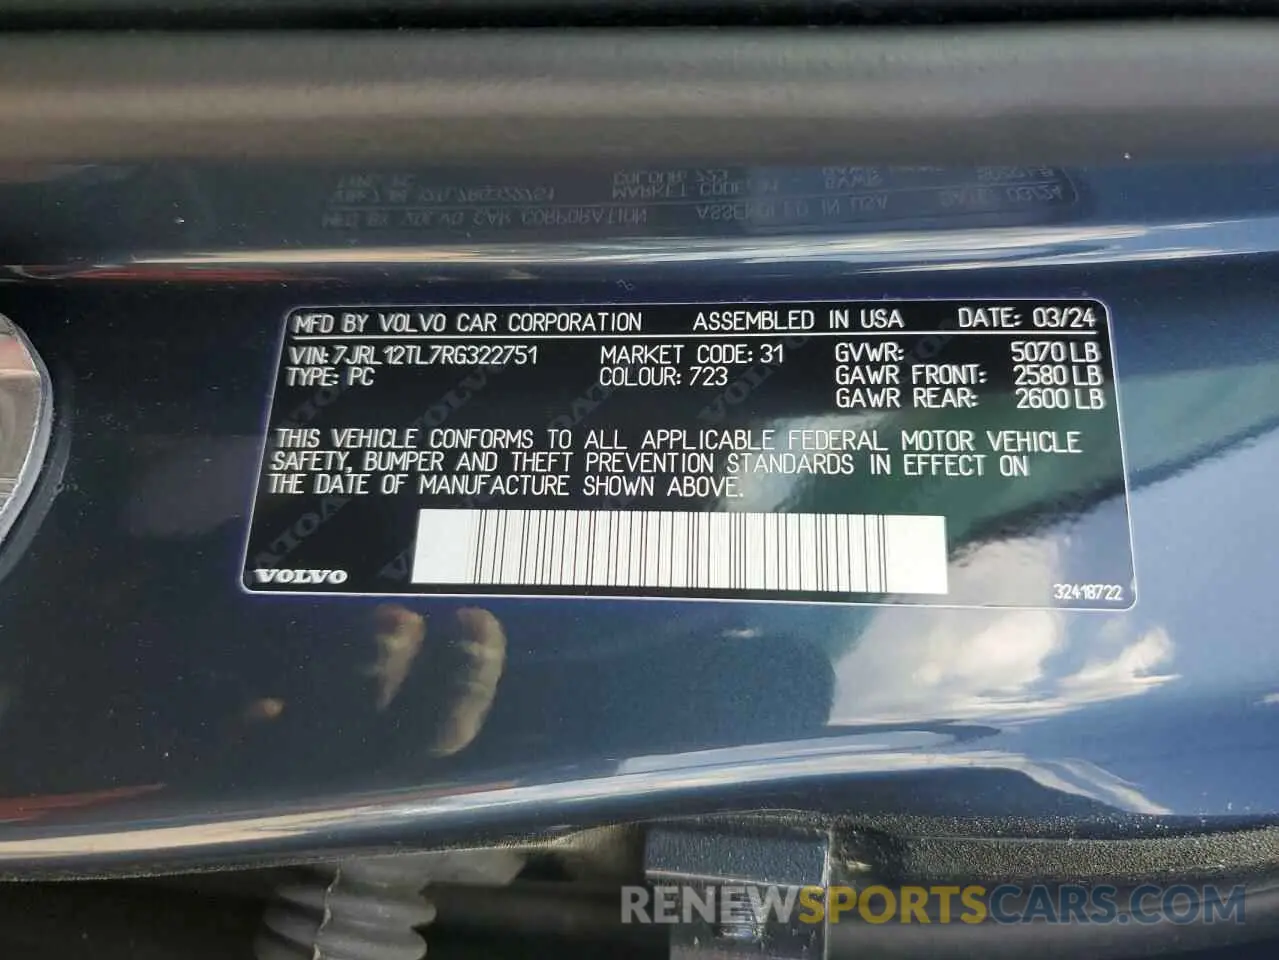 MFD BY VOLVO CAR CORPORATION ASSEMBLED IN USA DATE: 03/24
VIN: 7JRL12TL7RG322751 MARKET CODE: 31 GVWR: 5070 LB
TYPE: PC COLOUR: 723 GAWR FRONT: 2580 LB
GAWR REAR: 2600 LB
THIS VEHICLE CONFORMS TO ALL APPLICABLE FEDERAL MOTOR VEHICLE
SAFETY, BUMPER AND THEFT PREVENTION STANDARDS IN EFFECT ON
THE DATE OF MANUFACTURE SHOWN ABOVE.
VOLVO
32418722
RENEWSPORTSCARS.COM